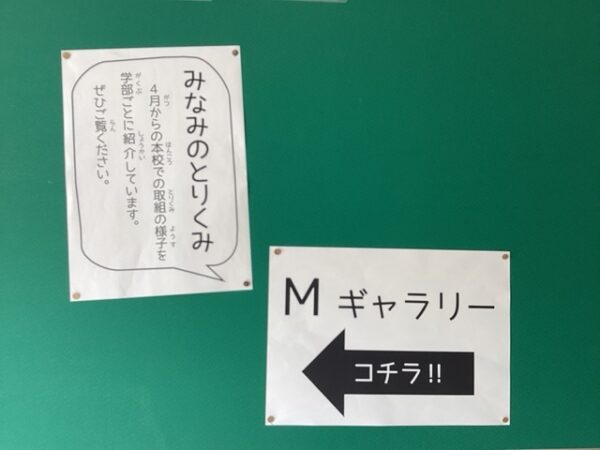 みなみのとりくみ
4月からの本校での取組の様子を
学部ごとに紹介しています。
ぜひご覧ください。
Mギャラリー
コチラ!!